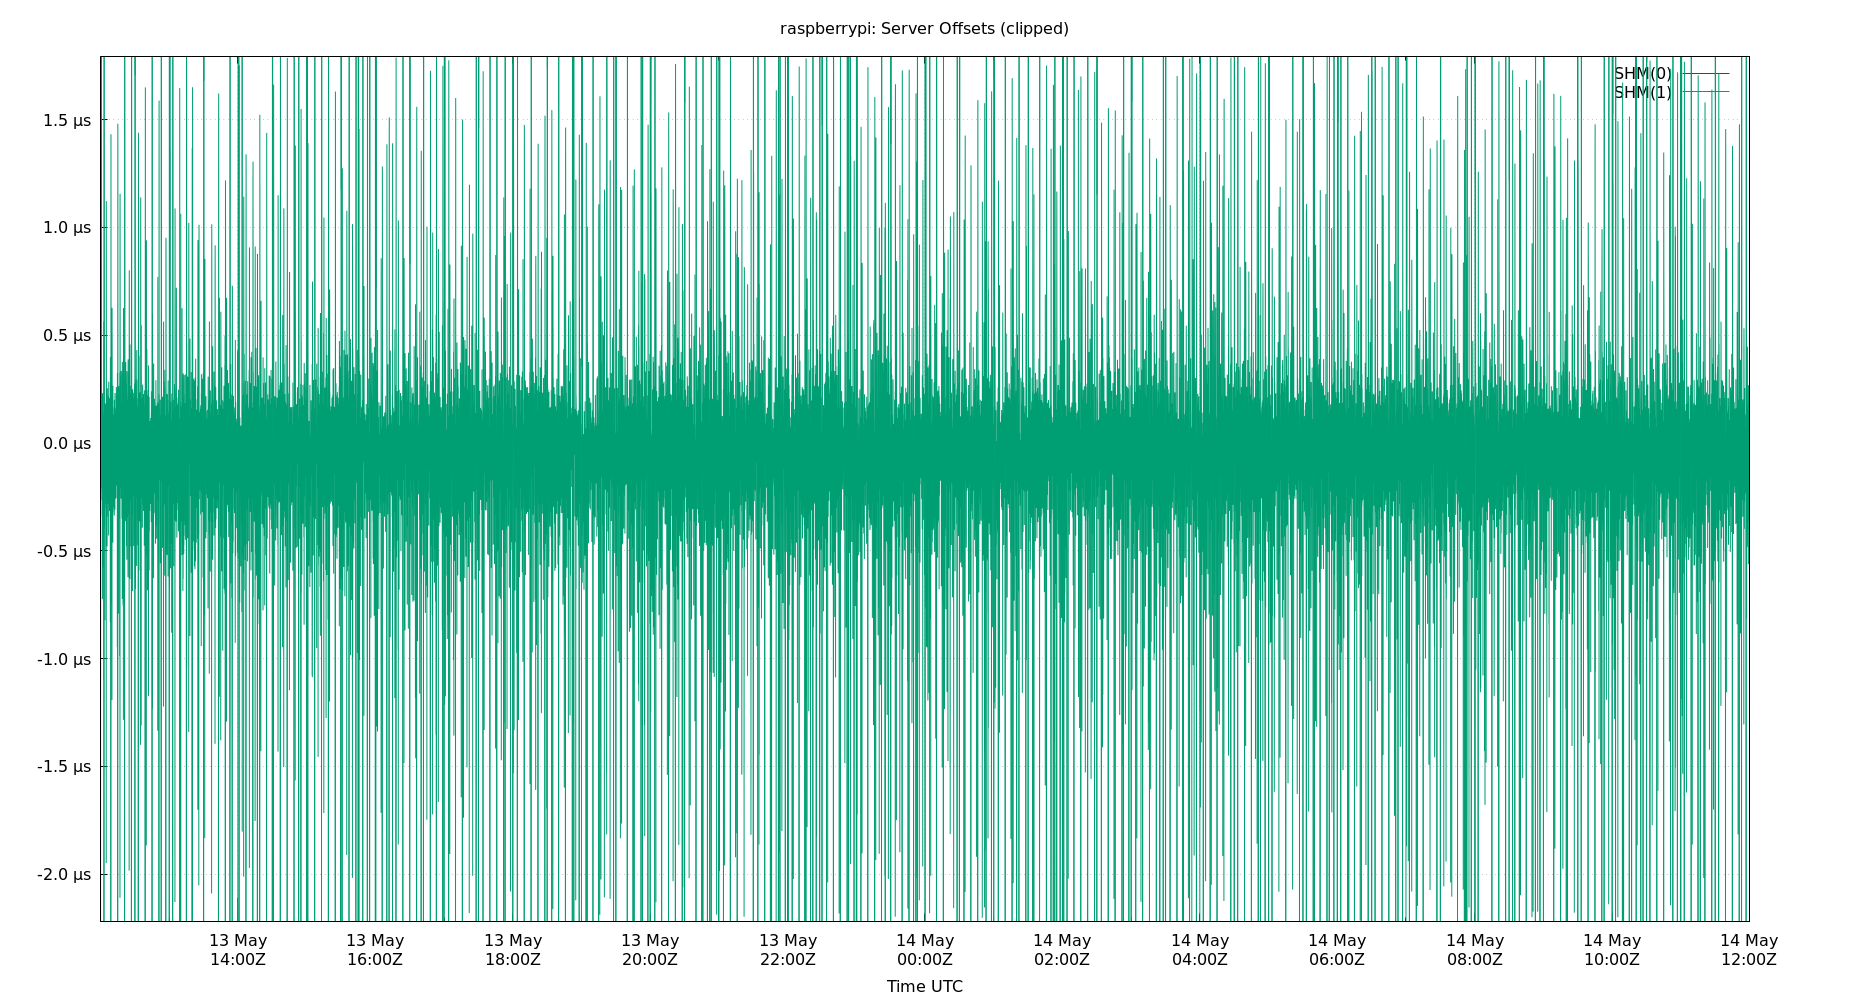 raspberrypi: Server Offsets (clipped)
SHM(0)
SHM(1)
1.5 µs
1.0 µs
0.5 µs
0.0 µs
-0.5 µs
-1.0 µs
-1.5 µs
-2.0 µs
13 May 13 May 13 May 13 May 13 May 14 May 14 May 14 May 14 May 14 May 14 May 14 May
14:00Z 16:00Z 18:00Z 20:00Z 22:00Z 00:00Z 02:00Z 04:00Z 06:00Z 08:00Z 10:00Z 12:00Z
Time UTC